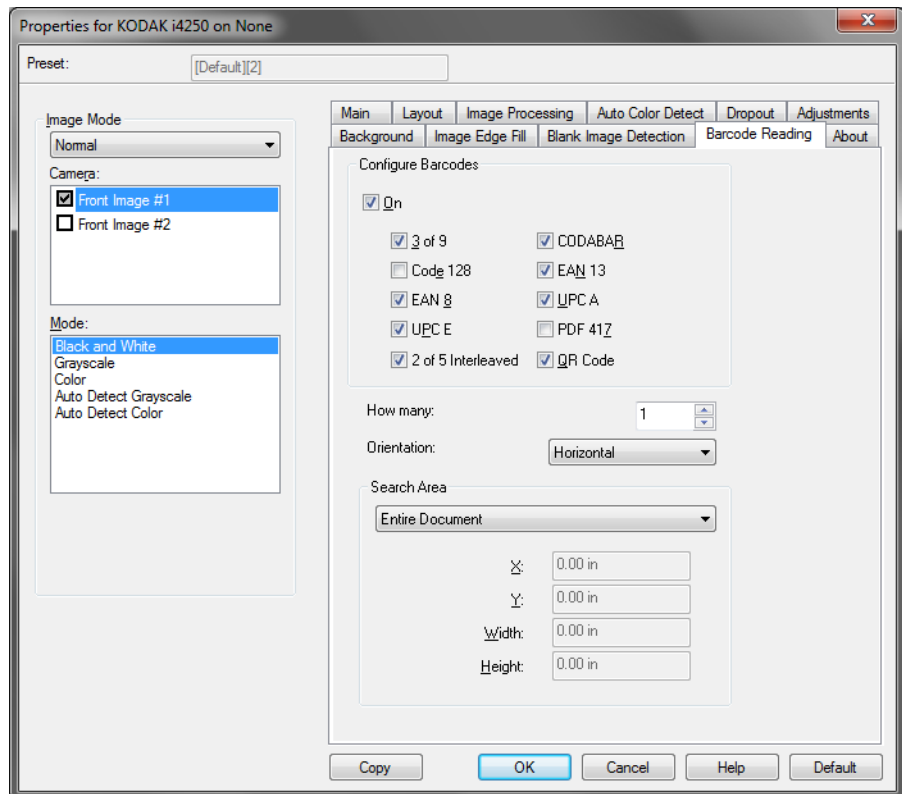 Properties for KODAK i4250 on None
Preset: [Default][2]
Image Mode
Normal
Camera:
Front Image #1
Front Image #2
Mode:
Black and White
Grayscale
Color
Auto Detect Grayscale
Auto Detect Color
Main Layout Image Processing Auto Color Detect Dropout Adjustments
Background Image Edge Fill Blank Image Detection Barcode Reading About
Configure Barcodes
On
3 of 9 CODABAR
Code 128 EAN 13
EAN 8 UPC A
UPC E PDF 417
2 of 5 Interleaved QR Code
How many: 1
Orientation: Horizontal
Search Area
Entire Document
X: 0.00 in
Y: 0.00 in
Width: 0.00 in
Height: 0.00 in
Copy OK Cancel Help Default